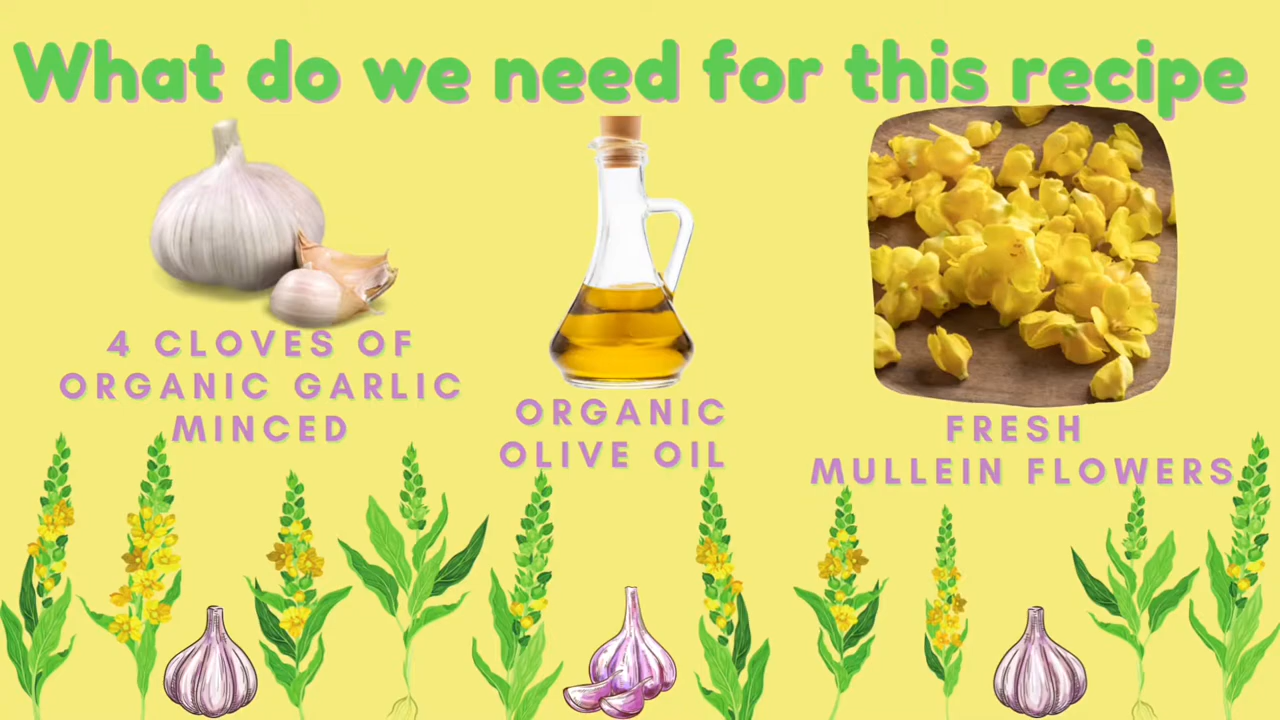 What do we need for this recipe
4 CLOVES OF
ORGANIC GARLIC
MINCED
ORGANIC
OLIVE OIL
FRESH
MULLEIN FLOWERS